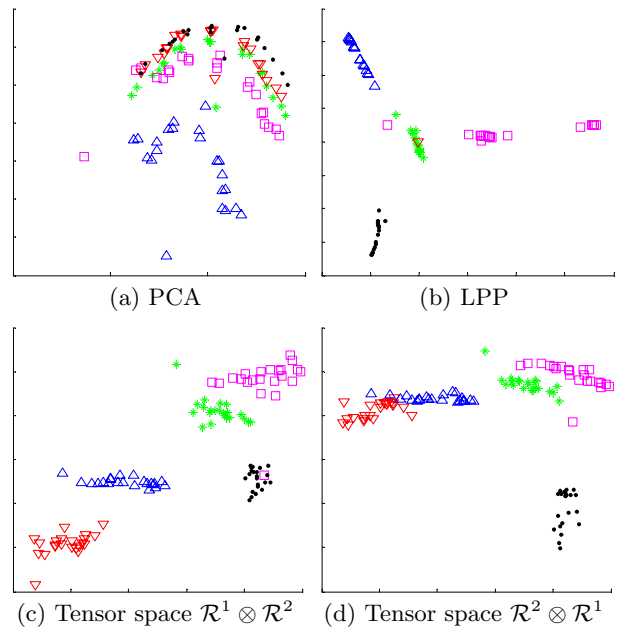 (a) PCA
(b) LPP
(c) Tensor space R¹ ⊗ R²
(d) Tensor space R² ⊗ R¹